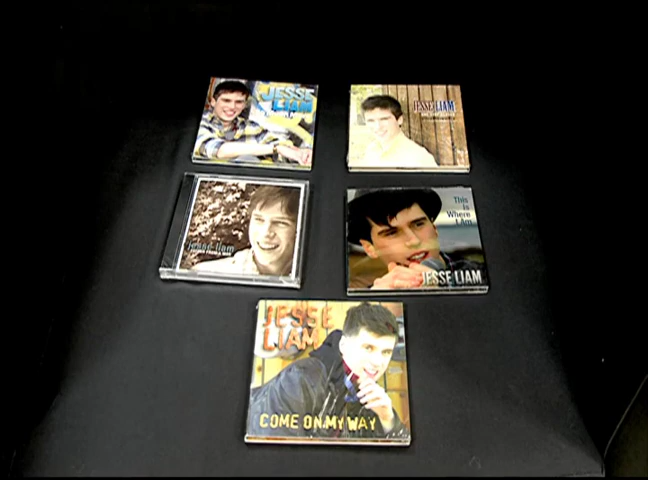 JESSE
LIAM
JESSE LIAM
jesse liam
This
Is
Where
I Am
JESSE LIAM
JESSE
LIAM
COME ON MY WAY